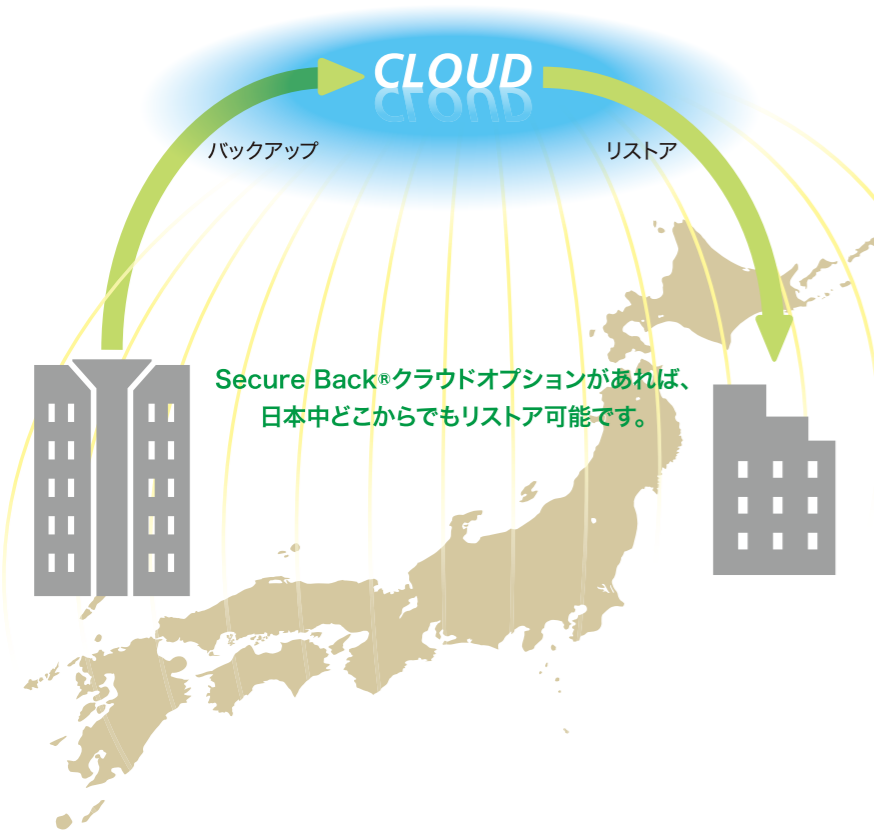 CLOUD
バックアップ
リストア
Secure Back®クラウドオプションがあれば、
日本中どこからでもリストア可能です。